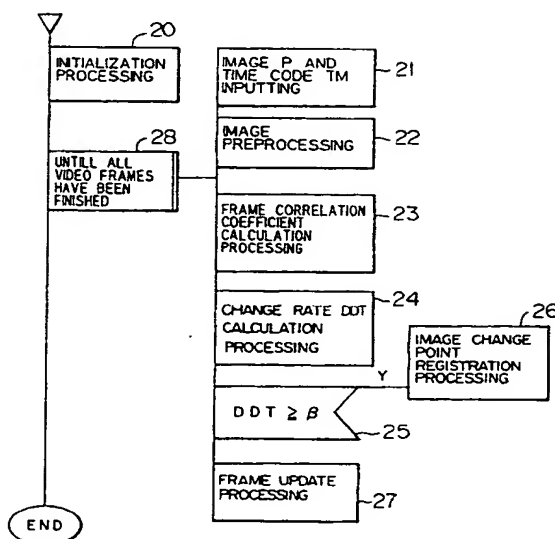 20
INITIALIZATION
PROCESSING
28
UNTILL ALL
VIDEO FRAMES
HAVE BEEN
FINISHED
IMAGE P AND
TIME CODE TM
INPUTTING
21
IMAGE
PREPROCESSING
22
FRAME CORRELATION
COEFFICIENT
CALCULATION
PROCESSING
23
CHANGE RATE DDT
CALCULATION
PROCESSING
24
DDT ≥ β
Y
25
IMAGE CHANGE
POINT
REGISTRATION
PROCESSING
26
FRAME UPDATE
PROCESSING
27
END